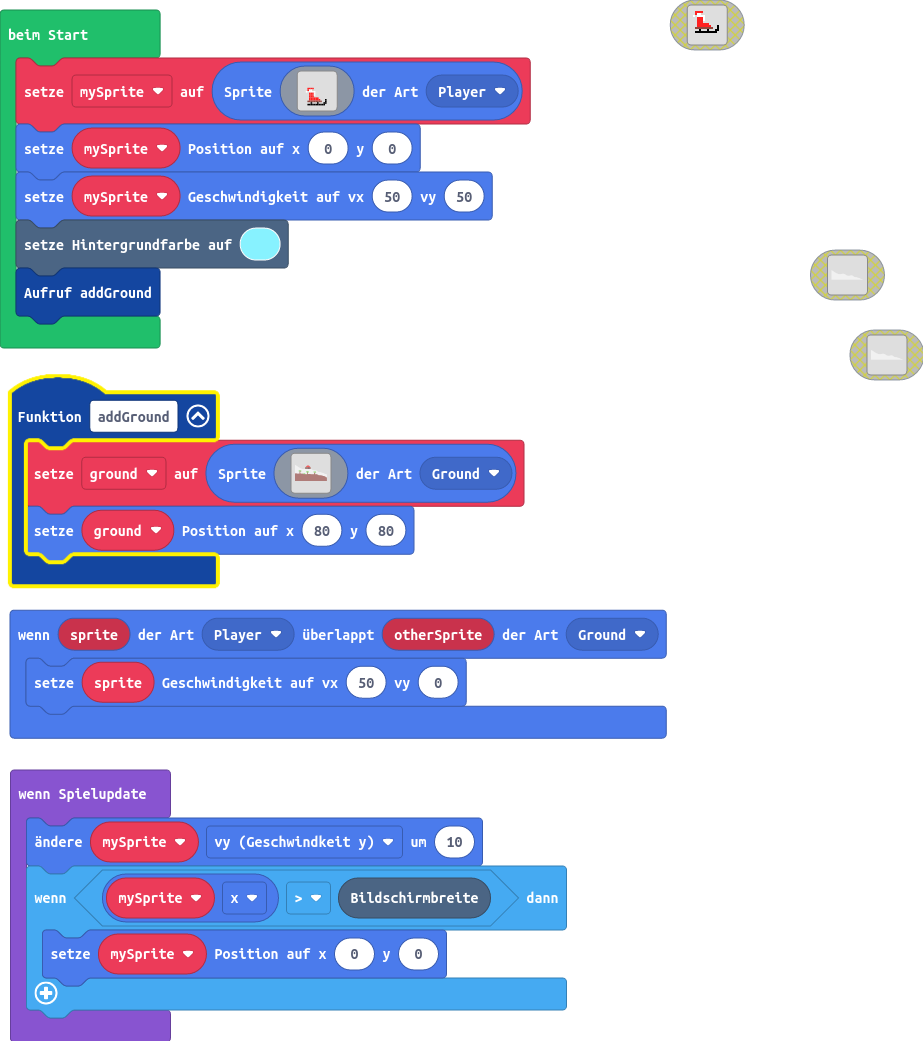 beim Start
setze mySprite auf Sprite der Art Player
setze mySprite Position auf x 0 y 0
setze mySprite Geschwindigkeit auf vx 50 vy 50
setze Hintergrundfarbe auf
Aufruf addGround
Funktion addGround
setze ground auf Sprite der Art Ground
setze ground Position auf x 80 y 80
wenn sprite der Art Player überlappt otherSprite der Art Ground
setze sprite Geschwindigkeit auf vx 50 vy 0
wenn Spielupdate
ändere mySprite vy (Geschwindkeit y) um 10
wenn mySprite x > Bildschirmbreite dann
setze mySprite Position auf x 0 y 0